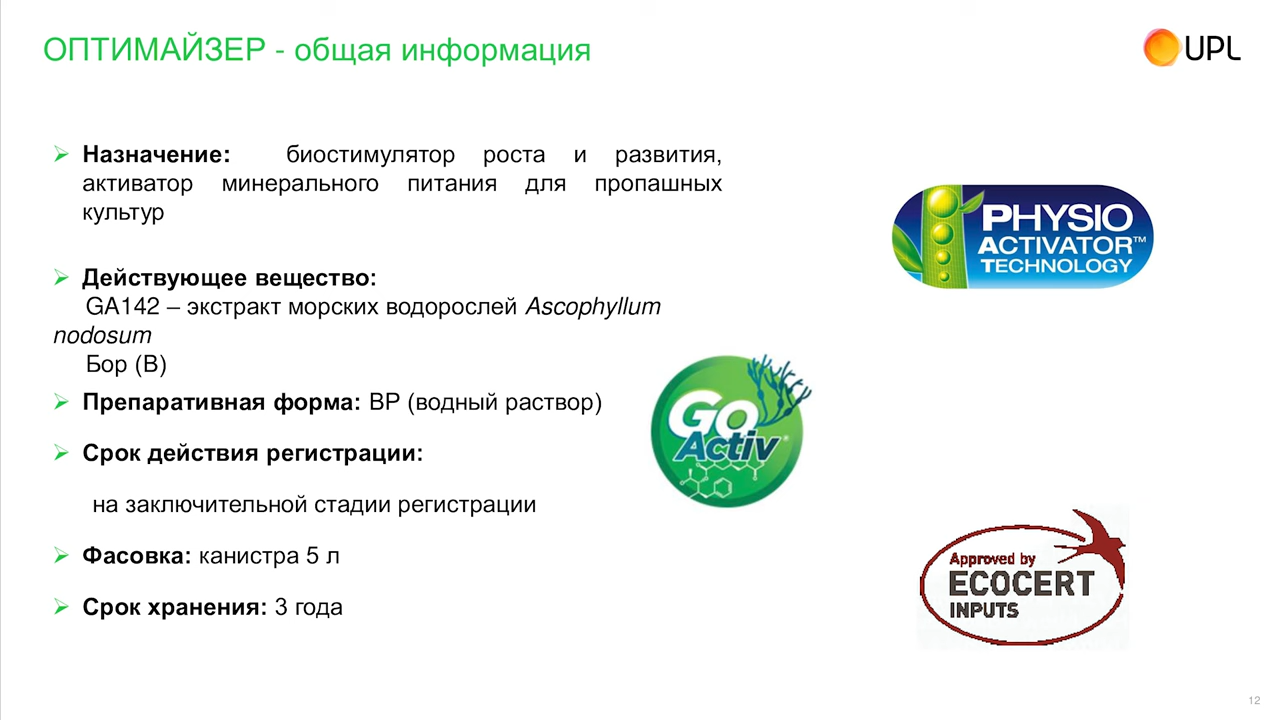 ОПТИМАЙЗЕР - общая информация
UPL
Назначение: биостимулятор роста и развития,
активатор минерального питания для пропашных
культур
PHYSIO
ACTIVATOR™
TECHNOLOGY
Действующее вещество:
GA142 – экстракт морских водорослей Ascophyllum
nodosum
Бор (В)
GO
Activ®
Препаративная форма: ВР (водный раствор)
Срок действия регистрации:
на заключительной стадии регистрации
Фасовка: канистра 5 л
Срок хранения: 3 года
Approved by
ECOCERT
INPUTS
12